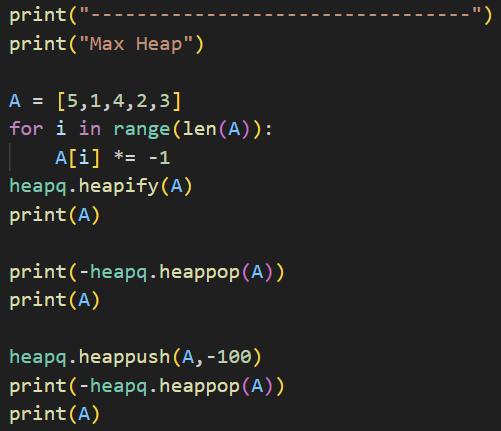 print("---------------------------------")
print("Max Heap")

A = [5,1,4,2,3]
for i in range(len(A)):
    A[i] *= -1
heapq.heapify(A)
print(A)

print(-heapq.heappop(A))
print(A)

heapq.heappush(A,-100)
print(-heapq.heappop(A))
print(A)